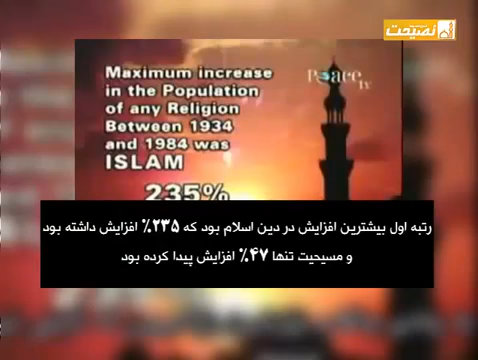 نصیحت
Maximum increase
in the Population
of any Religion
Between 1934
and 1984 was
ISLAM
235%
Peace
TV
رتبه اول بیشترین افزایش در دین اسلام بود که ۲۳۵٪ افزایش داشته بود
و مسیحیت تنها ۴۷٪ افزایش پیدا کرده بود